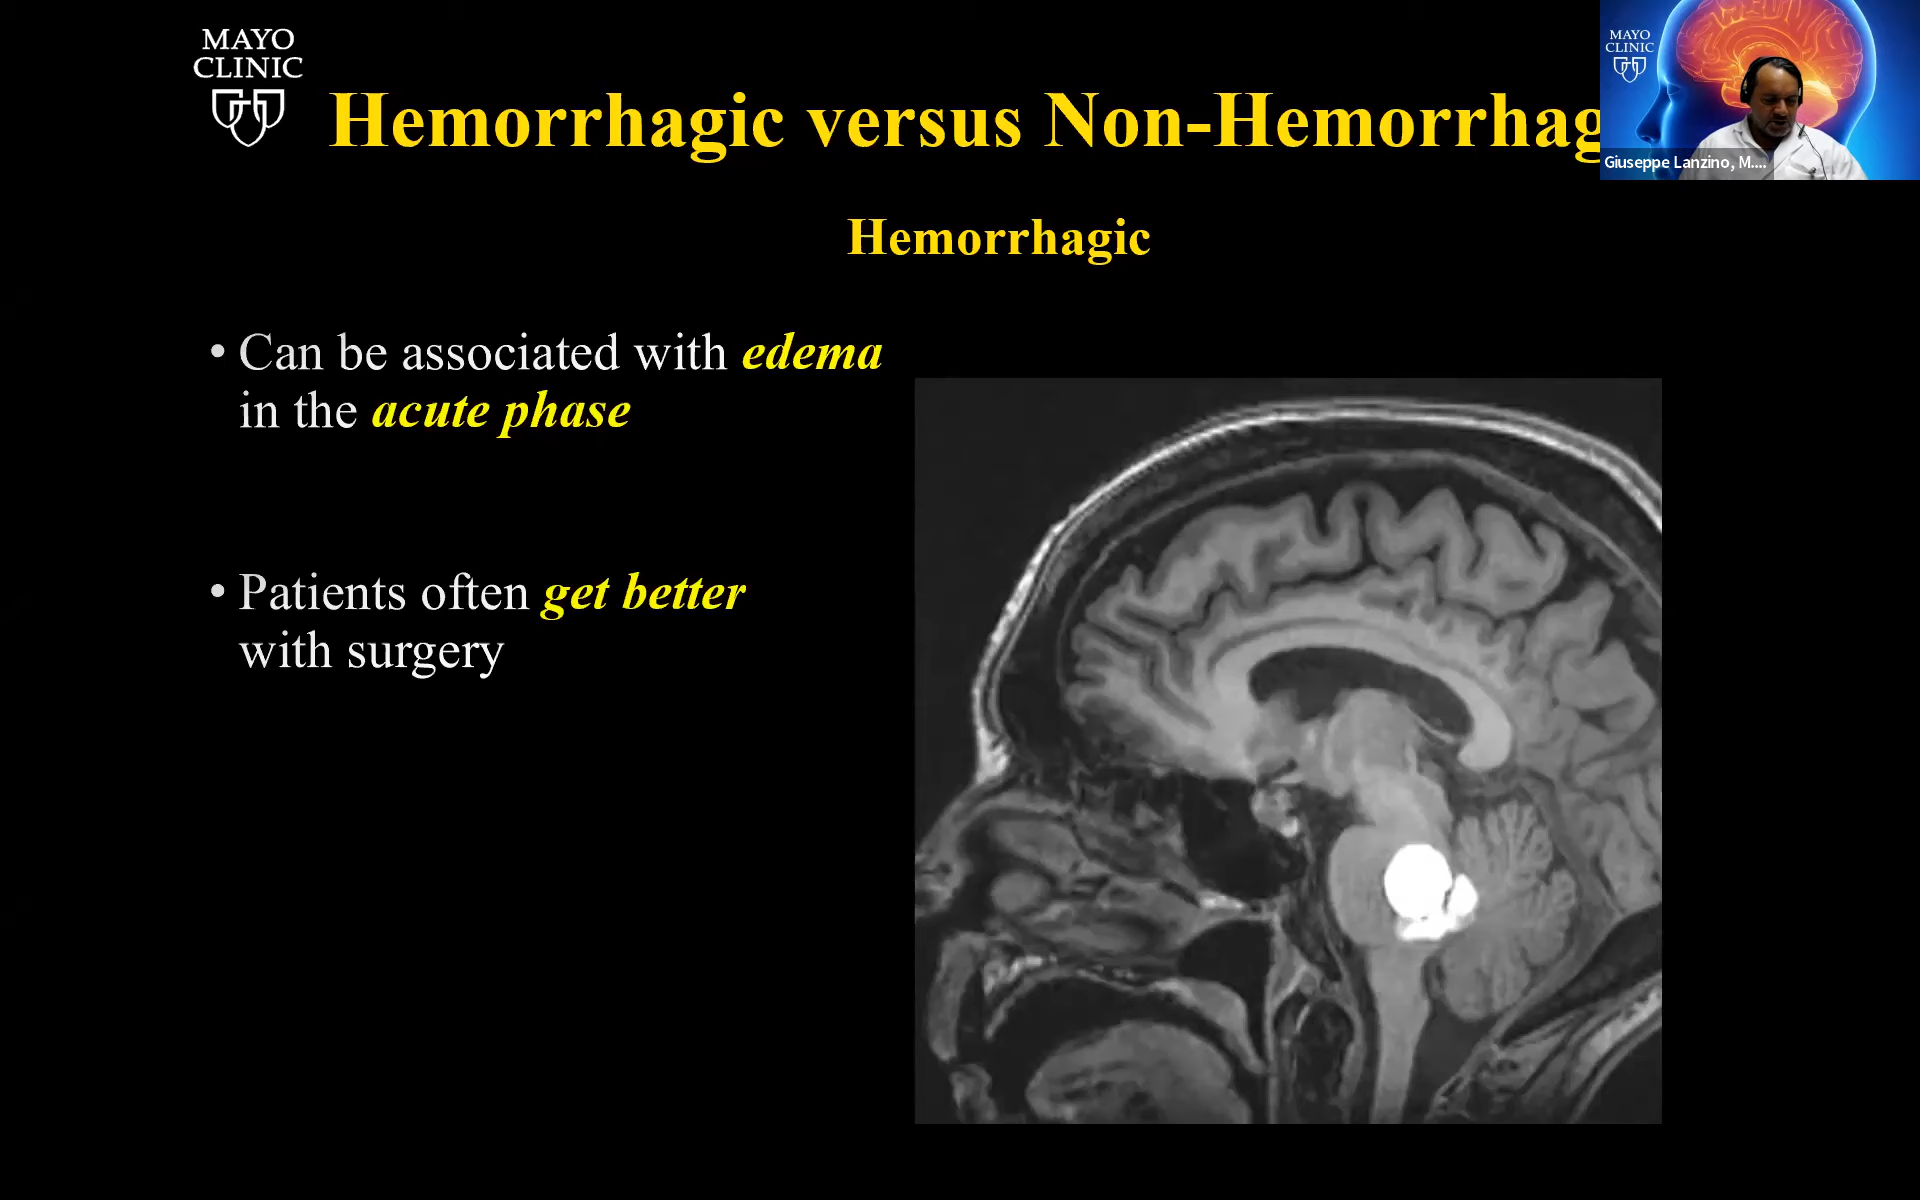 MAYO
CLINIC
Hemorrhagic versus Non-Hemorrhag
MAYO
CLINIC
Giuseppe Lanzino, M....
Hemorrhagic
• Can be associated with edema
in the acute phase
• Patients often get better
with surgery